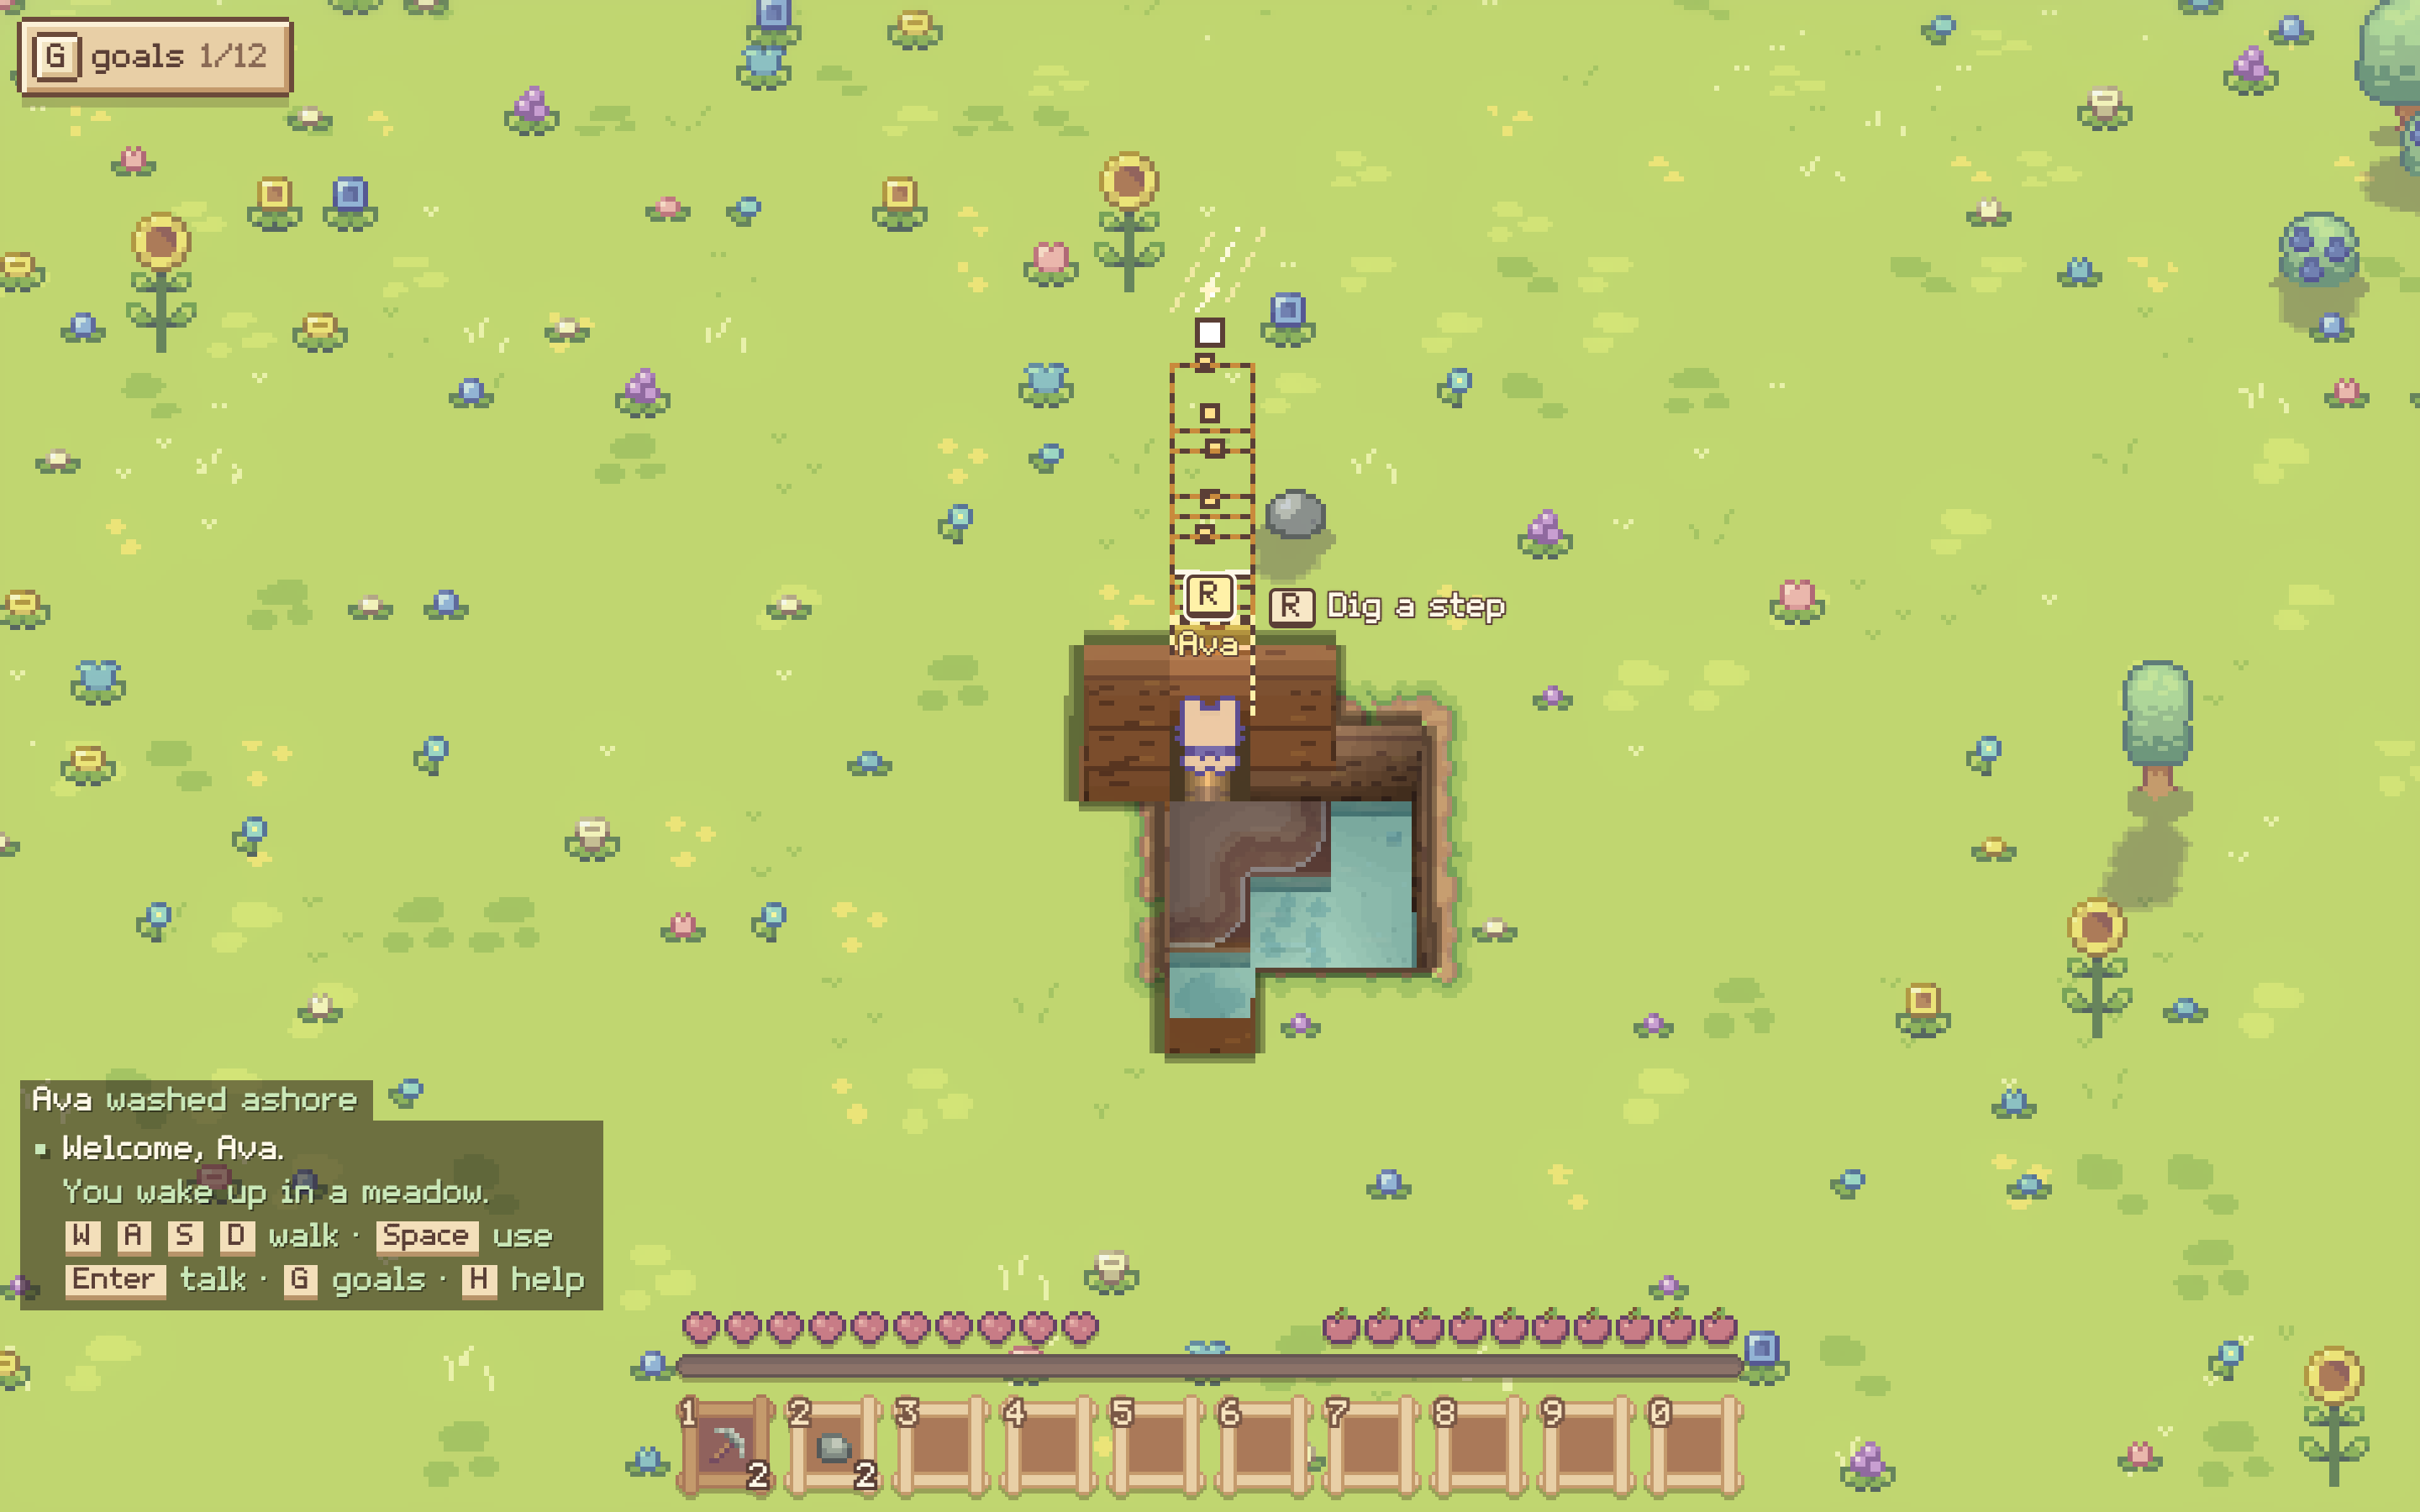 G goals 1/12
R
R Dig a step
Ava
Ava washed ashore
Welcome, Ava.
You wake up in a meadow.
W A S D walk · Space use
Enter talk · G goals · H help
1 2 3 4 5 6 7 8 9 0
2 2